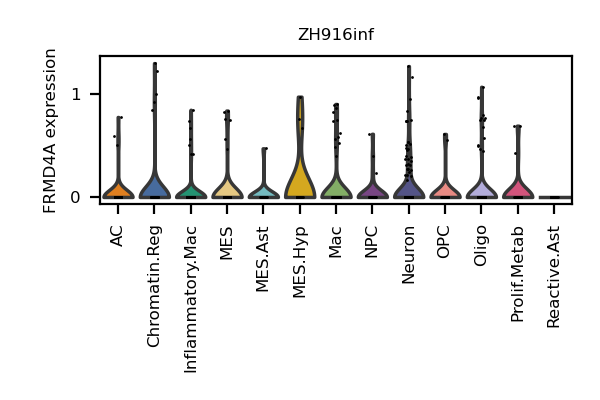 ZH916inf
FRMD4A expression
1
0
AC
Chromatin.Reg
Inflammatory.Mac
MES
MES.Ast
MES.Hyp
Mac
NPC
Neuron
OPC
Oligo
Prolif.Metab
Reactive.Ast